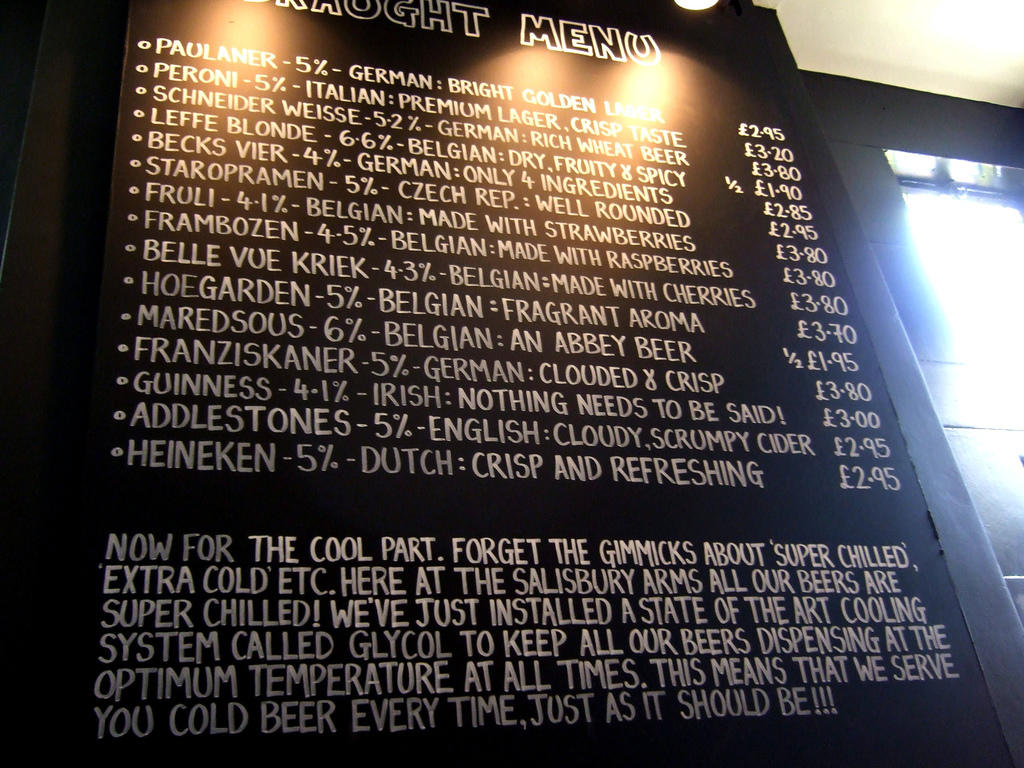 DRAUGHT MENU
• PAULANER - 5% - GERMAN: BRIGHT GOLDEN LAGER £2.95
• PERONI - 5% - ITALIAN: PREMIUM LAGER, CRISP TASTE £3.20
• SCHNEIDER WEISSE - 5.2% - GERMAN: RICH WHEAT BEER £3.80
• LEFFE BLONDE - 6.6% - BELGIAN: DRY, FRUITY & SPICY ½ £1.90
• BECKS VIER - 4% - GERMAN: ONLY 4 INGREDIENTS £2.85
• STAROPRAMEN - 5% - CZECH REP.: WELL ROUNDED £2.95
• FRULI - 4.1% - BELGIAN: MADE WITH STRAWBERRIES £3.80
• FRAMBOZEN - 4.5% - BELGIAN: MADE WITH RASPBERRIES £3.80
• BELLE VUE KRIEK - 4.3% - BELGIAN: MADE WITH CHERRIES £3.80
• HOEGARDEN - 5% - BELGIAN: FRAGRANT AROMA £3.70
• MAREDSOUS - 6% - BELGIAN: AN ABBEY BEER ½ £1.95
• FRANZISKANER - 5% - GERMAN: CLOUDED & CRISP £3.80
• GUINNESS - 4.1% - IRISH: NOTHING NEEDS TO BE SAID! £3.00
• ADDLESTONES - 5% - ENGLISH: CLOUDY, SCRUMPY CIDER £2.95
• HEINEKEN - 5% - DUTCH: CRISP AND REFRESHING £2.95
NOW FOR THE COOL PART. FORGET THE GIMMICKS ABOUT 'SUPER CHILLED',
'EXTRA COLD' ETC. HERE AT THE SALISBURY ARMS ALL OUR BEERS ARE
SUPER CHILLED! WE'VE JUST INSTALLED A STATE OF THE ART COOLING
SYSTEM CALLED GLYCOL TO KEEP ALL OUR BEERS DISPENSING AT THE
OPTIMUM TEMPERATURE AT ALL TIMES. THIS MEANS THAT WE SERVE
YOU COLD BEER EVERY TIME, JUST AS IT SHOULD BE!!!